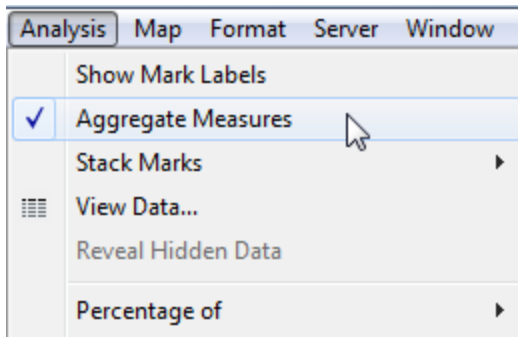 Analysis Map Format Server Window
Show Mark Labels
Aggregate Measures
Stack Marks
View Data...
Reveal Hidden Data
Percentage of